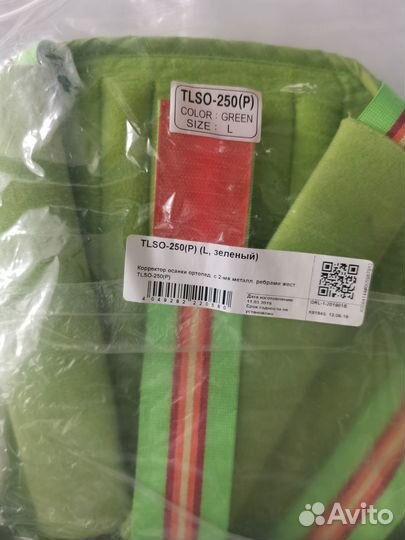 TLSO-250(P)
COLOR : GREEN
SIZE : L
TLSO-250(P) (L, зеленый)
Корректор осанки ортопед. с 2-мя металл. ребрами жест
TLSO-250(P)
Дата изготовления:
Срок годности не
установлен
Avito